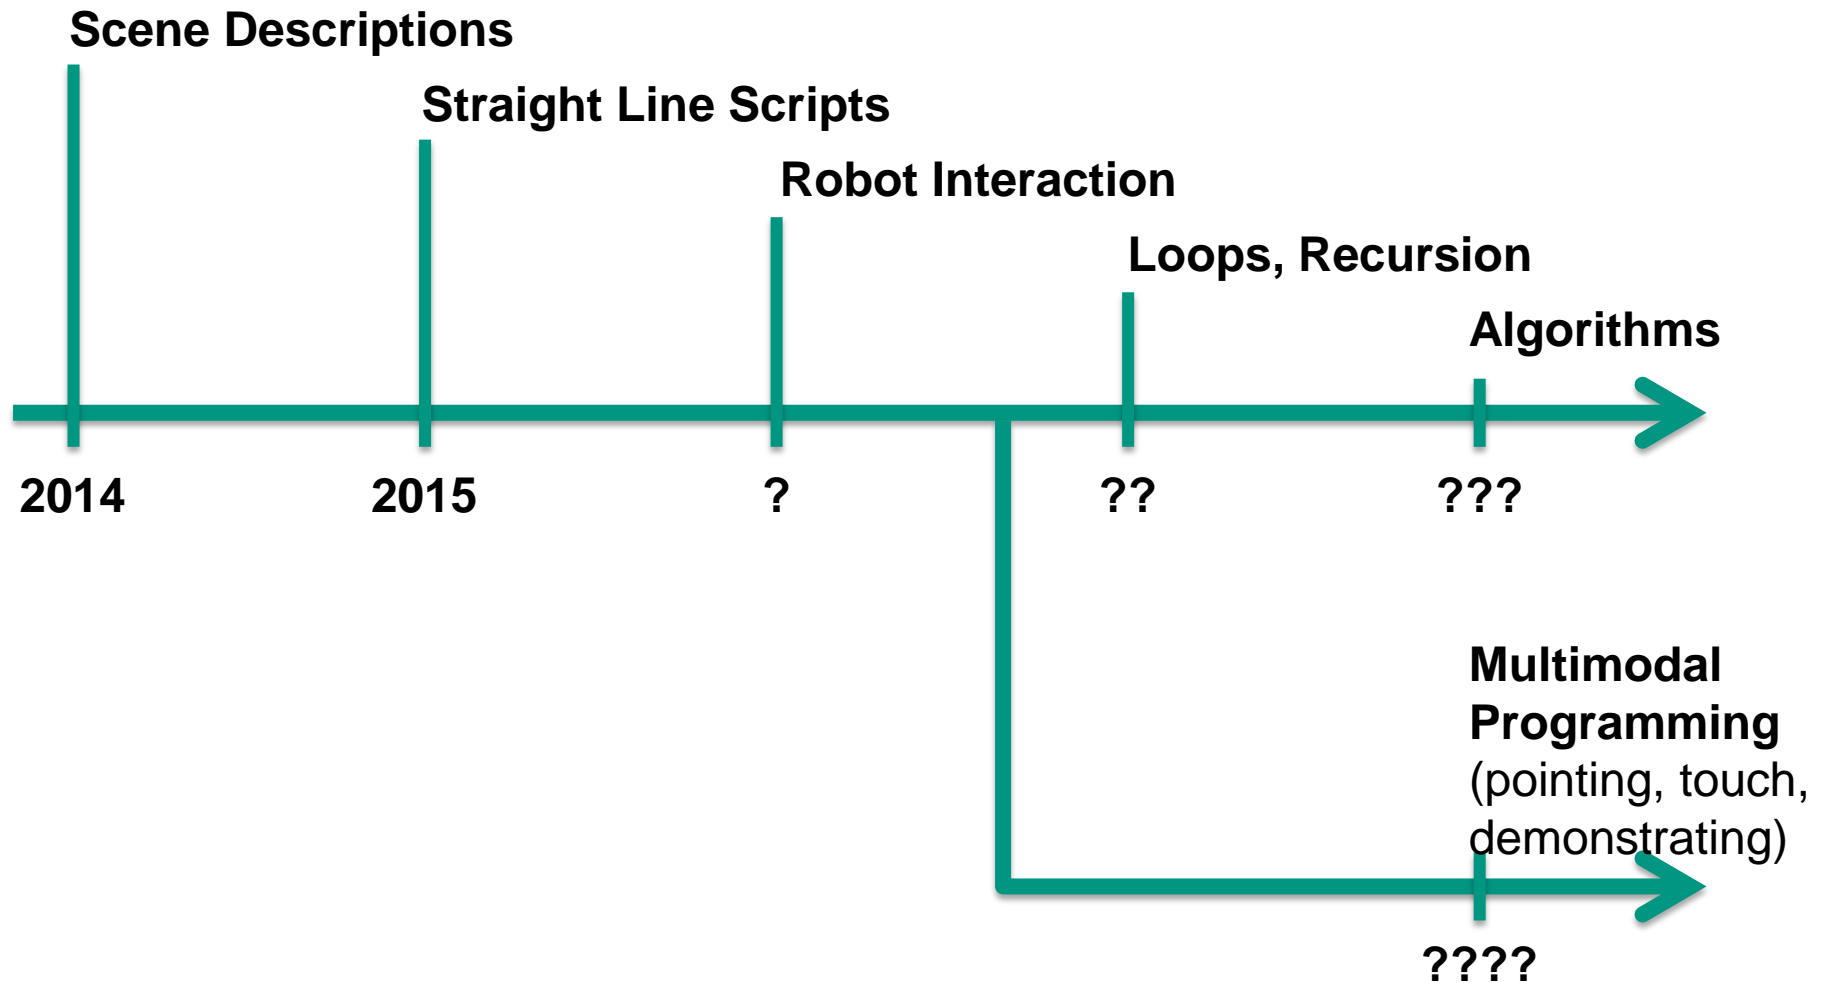 Scene Descriptions
Straight Line Scripts
Robot Interaction
Loops, Recursion
Algorithms
2014
2015
?
??
???
Multimodal
Programming
(pointing, touch,
demonstrating)
????